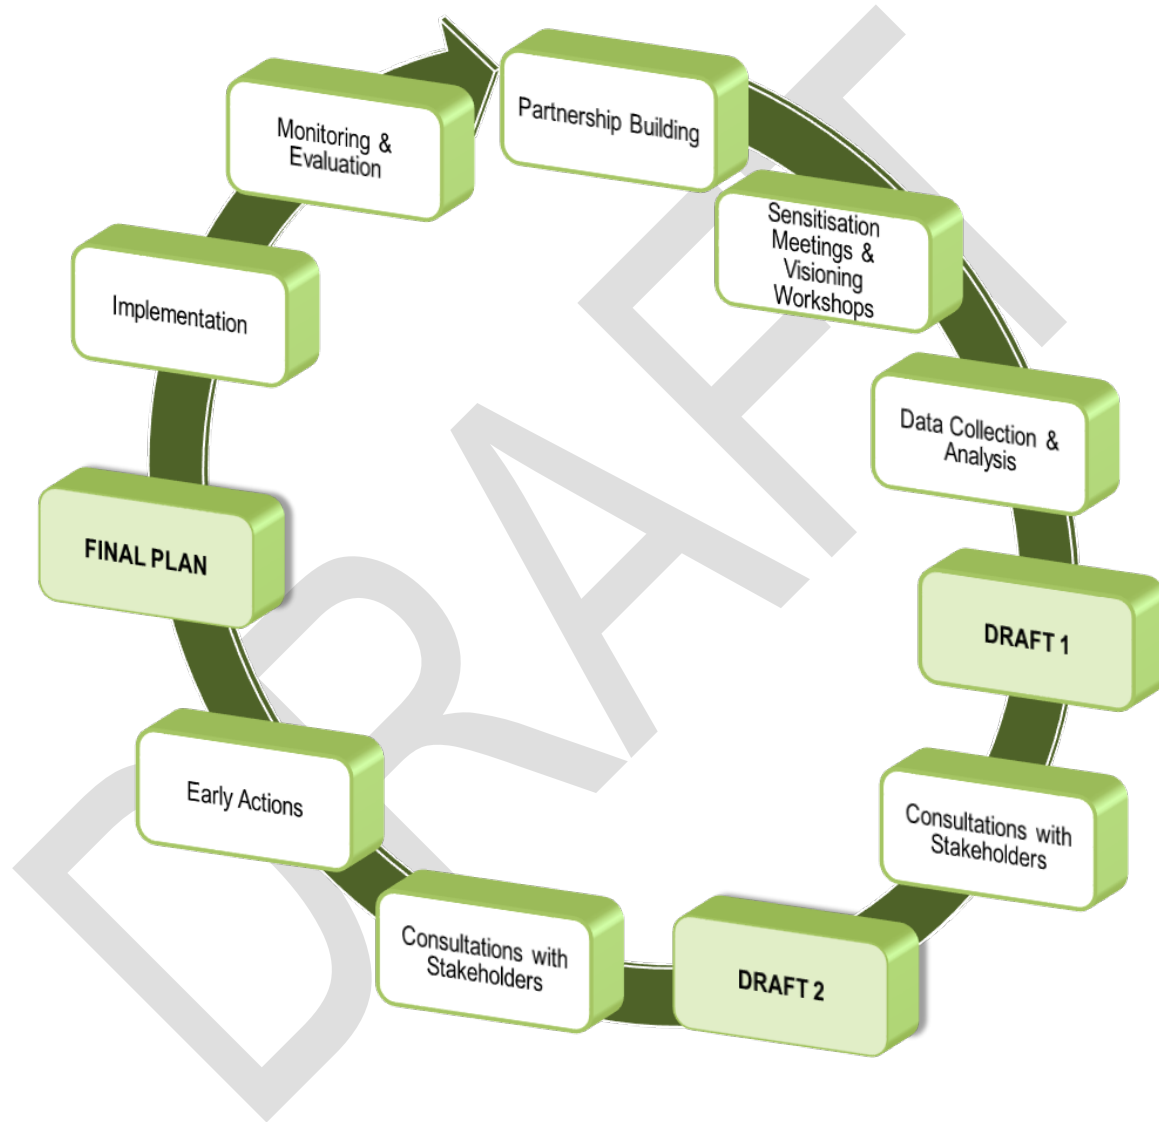 Partnership Building
Sensitisation
Meetings &
Visioning
Workshops
Data Collection &
Analysis
DRAFT 1
Consultations with
Stakeholders
DRAFT 2
Consultations with
Stakeholders
Early Actions
FINAL PLAN
Implementation
Monitoring &
Evaluation
DRAFT